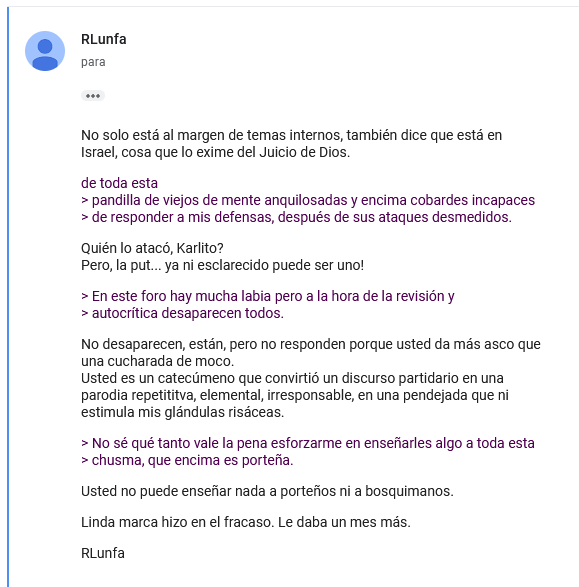 RLunfa
para
No solo está al margen de temas internos, también dice que está en
Israel, cosa que lo exime del Juicio de Dios.
de toda esta
> pandilla de viejos de mente anquilosadas y encima cobardes incapaces
> de responder a mis defensas, después de sus ataques desmedidos.
Quién lo atacó, Karlito?
Pero, la put... ya ni esclarecido puede ser uno!
> En este foro hay mucha labia pero a la hora de la revisión y
> autocrítica desaparecen todos.
No desaparecen, están, pero no responden porque usted da más asco que
una cucharada de moco.
Usted es un catecúmeno que convirtió un discurso partidario en una
parodia repetititva, elemental, irresponsable, en una pendejada que ni
estimula mis glándulas risáceas.
> No sé qué tanto vale la pena esforzarme en enseñarles algo a toda esta
> chusma, que encima es porteña.
Usted no puede enseñar nada a porteños ni a bosquimanos.
Linda marca hizo en el fracaso. Le daba un mes más.
RLunfa